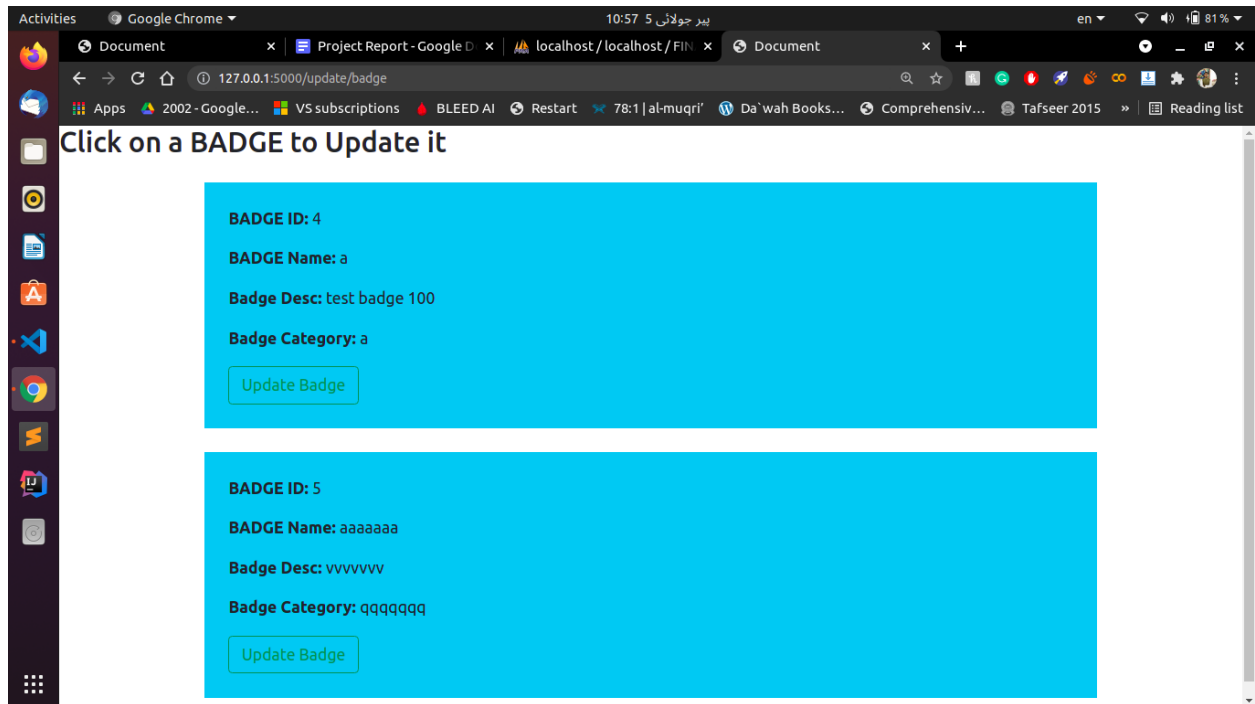 Activities Google Chrome ▾ پیر جولائی 5 10:57 en ▾ 81 % ▾
Document × Project Report - Google D × localhost / localhost / FIN × Document × +
127.0.0.1:5000/update/badge
Apps 2002 - Google... VS subscriptions BLEED AI Restart 78:1 | al-muqri' Da`wah Books... Comprehensiv... Tafseer 2015 » Reading list
Click on a BADGE to Update it
BADGE ID: 4
BADGE Name: a
Badge Desc: test badge 100
Badge Category: a
Update Badge
BADGE ID: 5
BADGE Name: aaaaaaa
Badge Desc: vvvvvvv
Badge Category: qqqqqqq
Update Badge